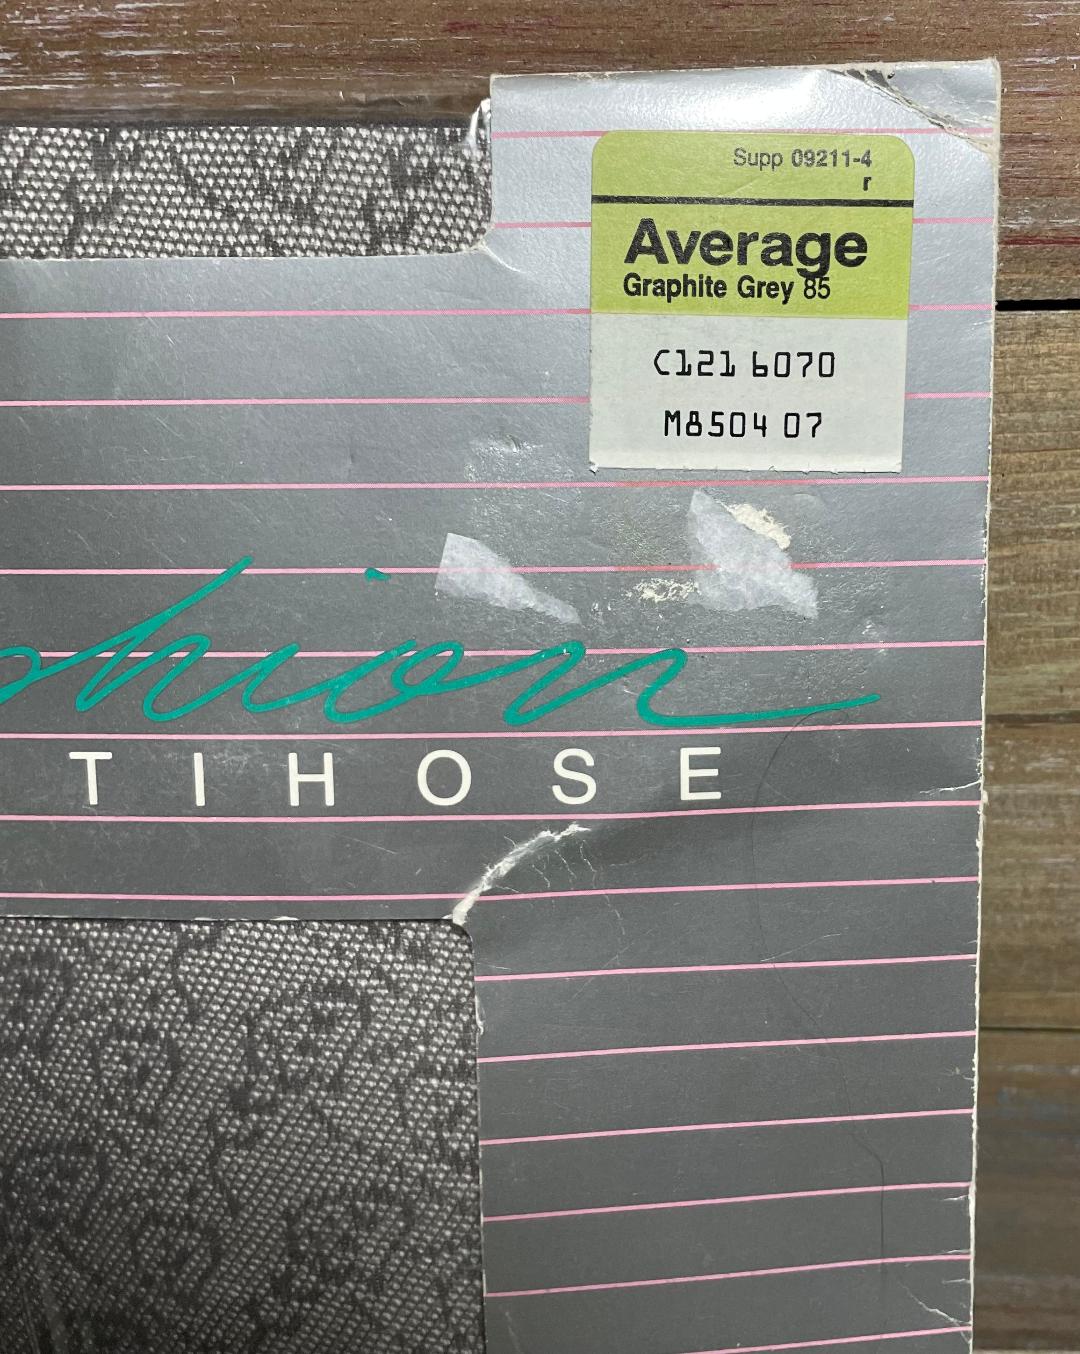 Supp 09211-4
r
Average
Graphite Grey 85
C121 6070
M8504 07
shion
TIHOSE